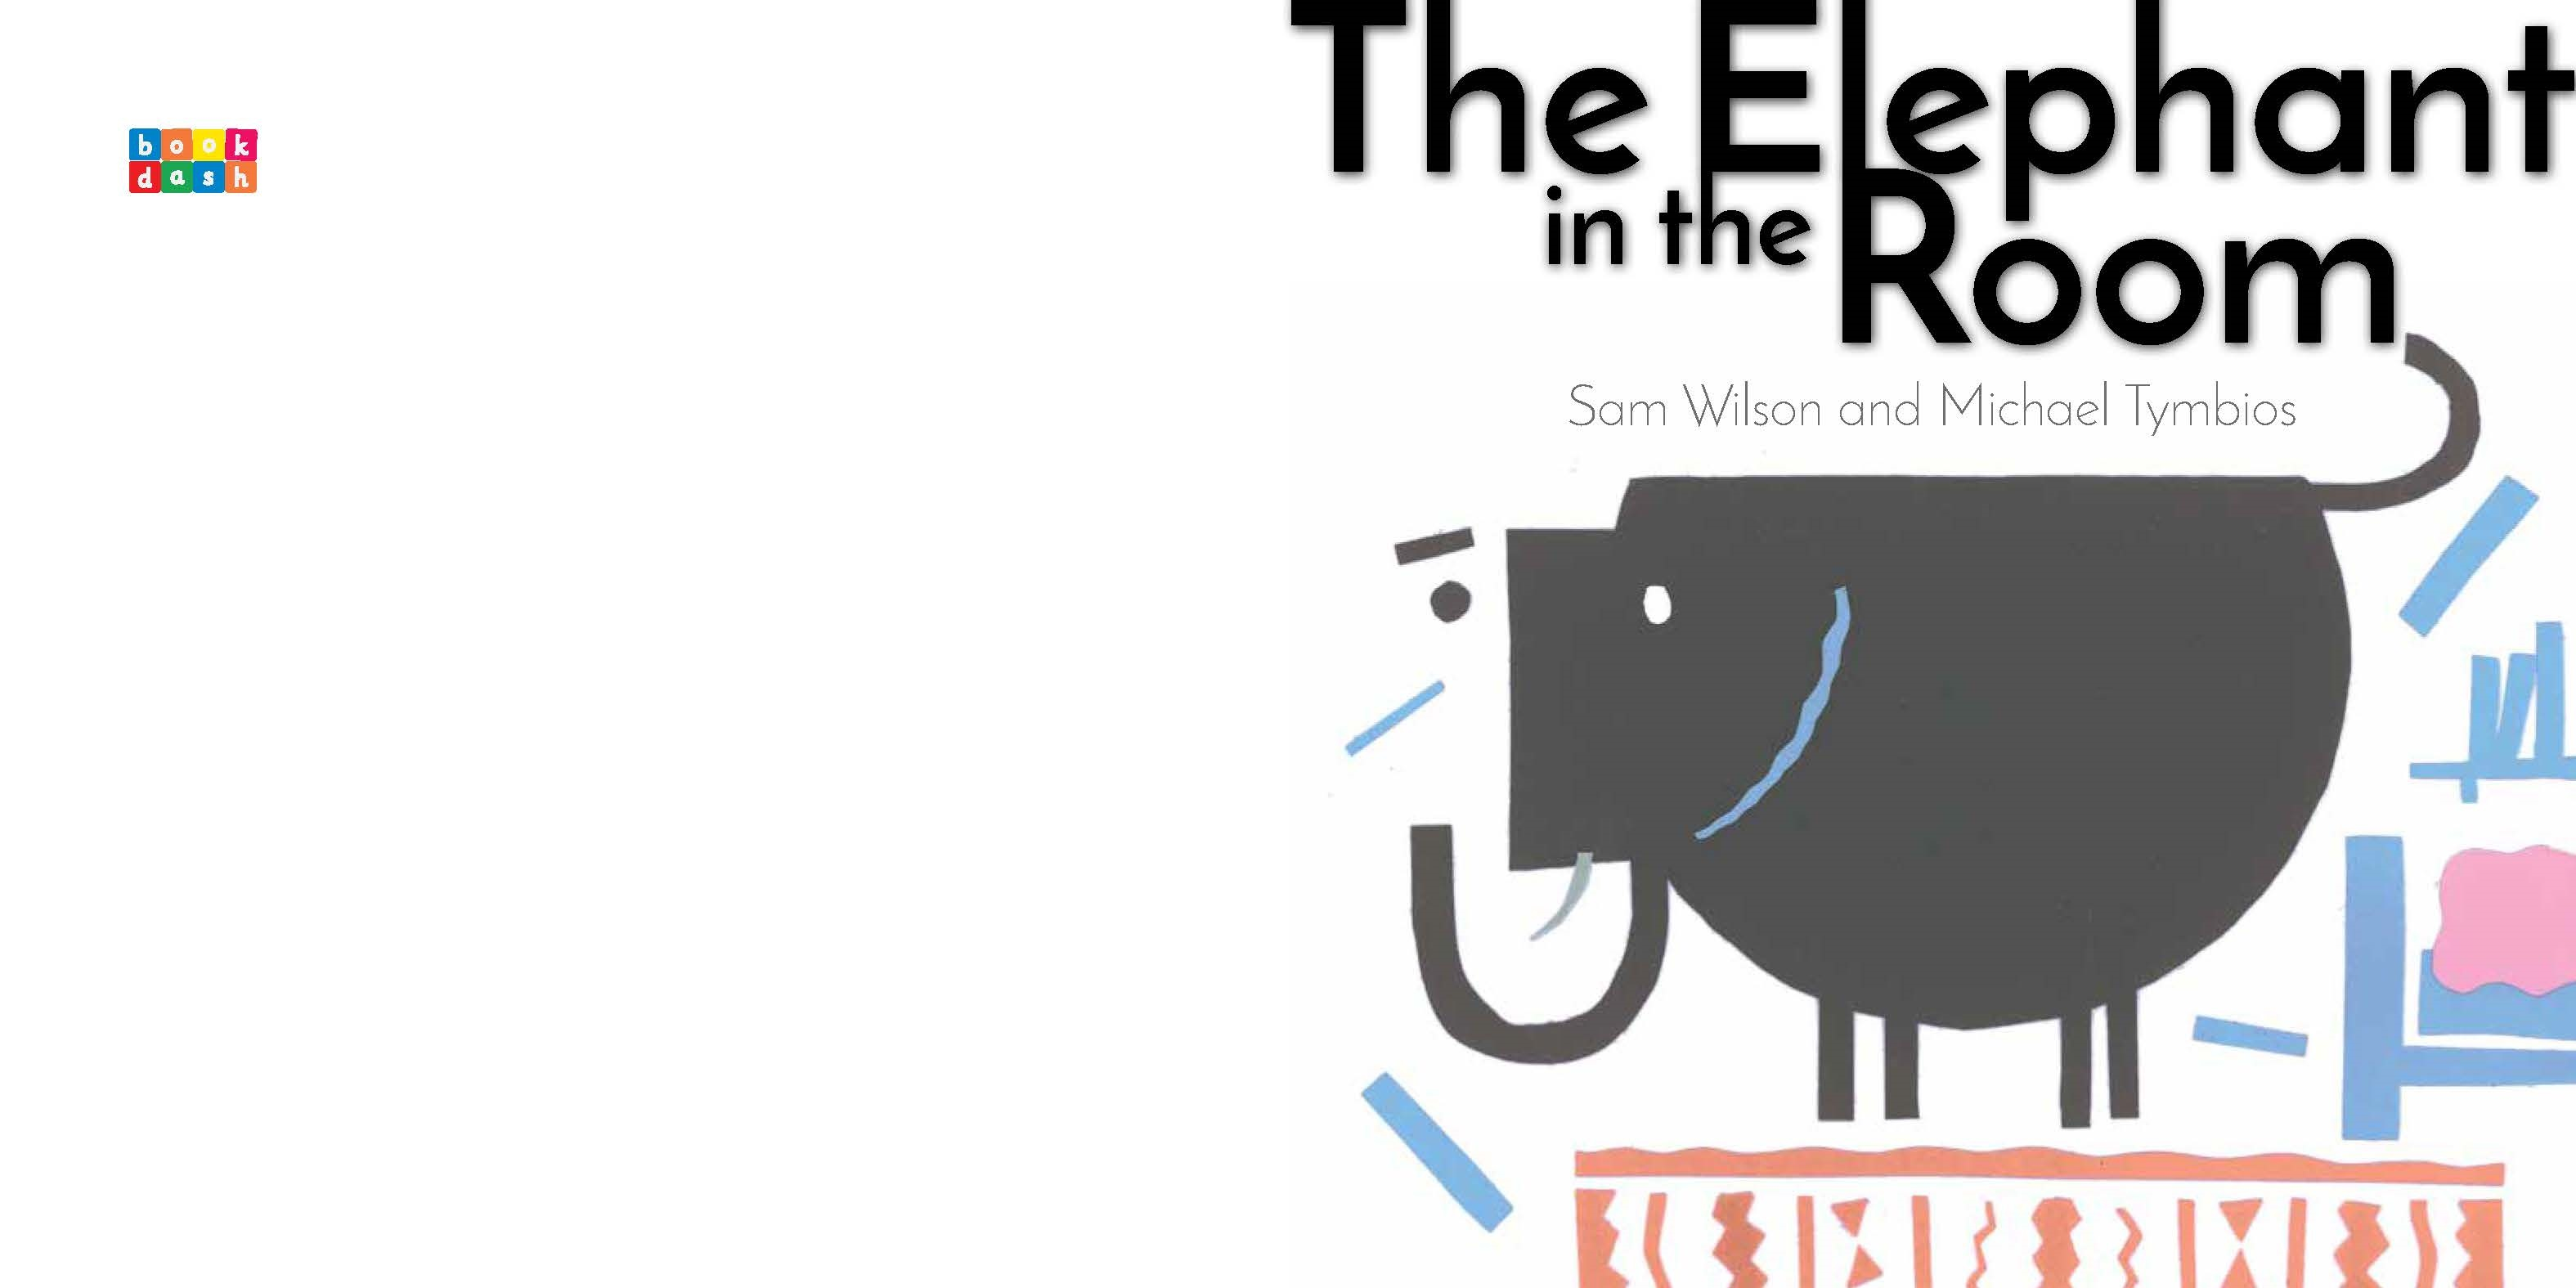 book
dash
The Elephant
in the Room
Sam Wilson and Michael Tymbios